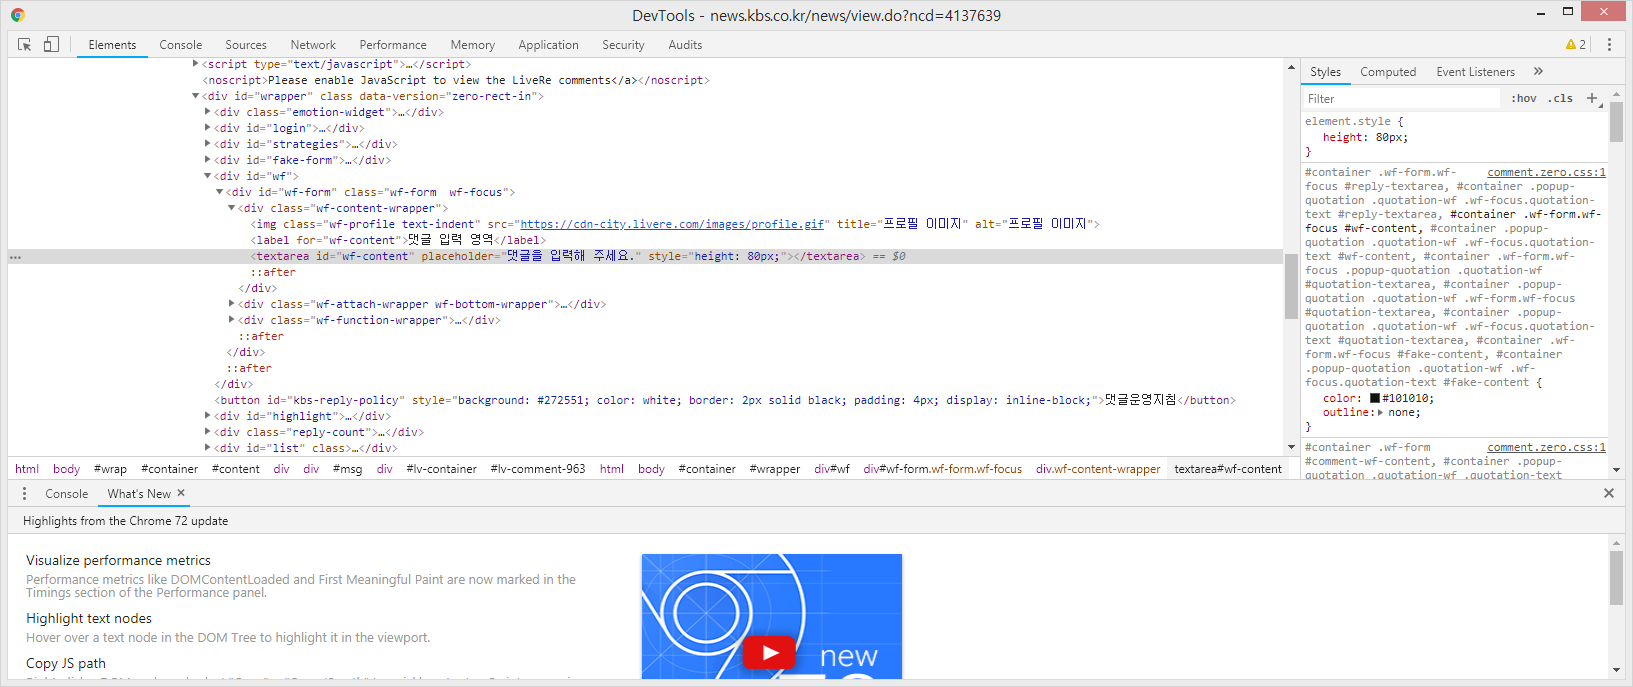 DevTools - news.kbs.co.kr/news/view.do?ncd=4137639
Elements Console Sources Network Performance Memory Application Security Audits 2
<script type="text/javascript">…</script>
<noscript>Please enable JavaScript to view the LiveRe comments</a></noscript>
<div id="wrapper" class data-version="zero-rect-in">
<div class="emotion-widget">…</div>
<div id="login">…</div>
<div id="strategies">…</div>
<div id="fake-form">…</div>
<div id="wf">
<div id="wf-form" class="wf-form  wf-focus">
<div class="wf-content-wrapper">
<img class="wf-profile text-indent" src="https://cdn-city.livere.com/images/profile.gif" title="프로필 이미지" alt="프로필 이미지">
<label for="wf-content">댓글 입력 영역</label>
… <textarea id="wf-content" placeholder="댓글을 입력해 주세요." style="height: 80px;"></textarea> == $0
::after
</div>
<div class="wf-attach-wrapper wf-bottom-wrapper">…</div>
<div class="wf-function-wrapper">…</div>
::after
</div>
::after
</div>
<button id="kbs-reply-policy" style="background: #272551; color: white; border: 2px solid black; padding: 4px; display: inline-block;">댓글운영지침</button>
<div id="highlight">…</div>
<div class="reply-count">…</div>
<div id="list" class>…</div>
html body #wrap #container #content div div #msg div #lv-container #lv-comment-963 html body #container #wrapper div#wf div#wf-form.wf-form.wf-focus div.wf-content-wrapper textarea#wf-content
Styles Computed Event Listeners »
Filter :hov .cls +
element.style {
height: 80px;
}
#container .wf-form.wf- comment.zero.css:1
focus #reply-textarea, #container .popup-
quotation .quotation-wf .wf-focus.quotation-
text #reply-textarea, #container .wf-form.wf-
focus #wf-content, #container .popup-
quotation .quotation-wf .wf-focus.quotation-
text #wf-content, #container .wf-form.wf-
focus .popup-quotation .quotation-wf
#quotation-textarea, #container .popup-
quotation .quotation-wf .wf-form.wf-focus
#quotation-textarea, #container .popup-
quotation .quotation-wf .wf-focus.quotation-
text #quotation-textarea, #container .wf-
form.wf-focus #fake-content, #container
.popup-quotation .quotation-wf .wf-
focus.quotation-text #fake-content {
color: #101010;
outline: none;
}
#container .wf-form comment.zero.css:1
#comment-wf-content, #container .popup-
quotation .quotation-wf .quotation-text
Console What's New ×
Highlights from the Chrome 72 update
Visualize performance metrics
Performance metrics like DOMContentLoaded and First Meaningful Paint are now marked in the
Timings section of the Performance panel.
Highlight text nodes
Hover over a text node in the DOM Tree to highlight it in the viewport.
Copy JS path
new